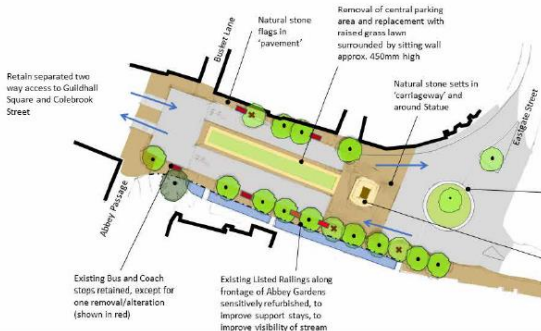 Busket Lane
Natural stone
flags in
‘pavement’
Removal of central parking
area and replacement with
raised grass lawn
surrounded by sitting wall
approx. 450mm high
Retain separated two
way access to Guildhall
Square and Colebrook
Street
Natural stone setts in
‘carriageway’ and
around Statue
Eastgate Street
Abbey Passage
Existing Bus and Coach
stops retained, except for
one removal/alteration
(shown in red)
Existing Listed Railings along
frontage of Abbey Gardens
sensitively refurbished, to
improve support stays, to
improve visibility of stream